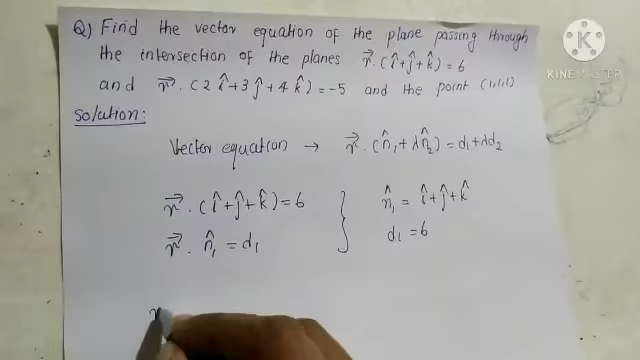 Q) Find the vector equation of the plane passing through
the intersection of the planes r⃗.(î+ĵ+k̂)=6
and r⃗.(2î+3ĵ+4k̂)=-5 and the point (1,1,1)
Solution:
Vector equation → r⃗.(n̂₁+λn̂₂)=d₁+λd₂
r⃗.(î+ĵ+k̂)=6 } n̂₁=î+ĵ+k̂
r⃗.n̂₁=d₁ d₁=6
KINEMASTER